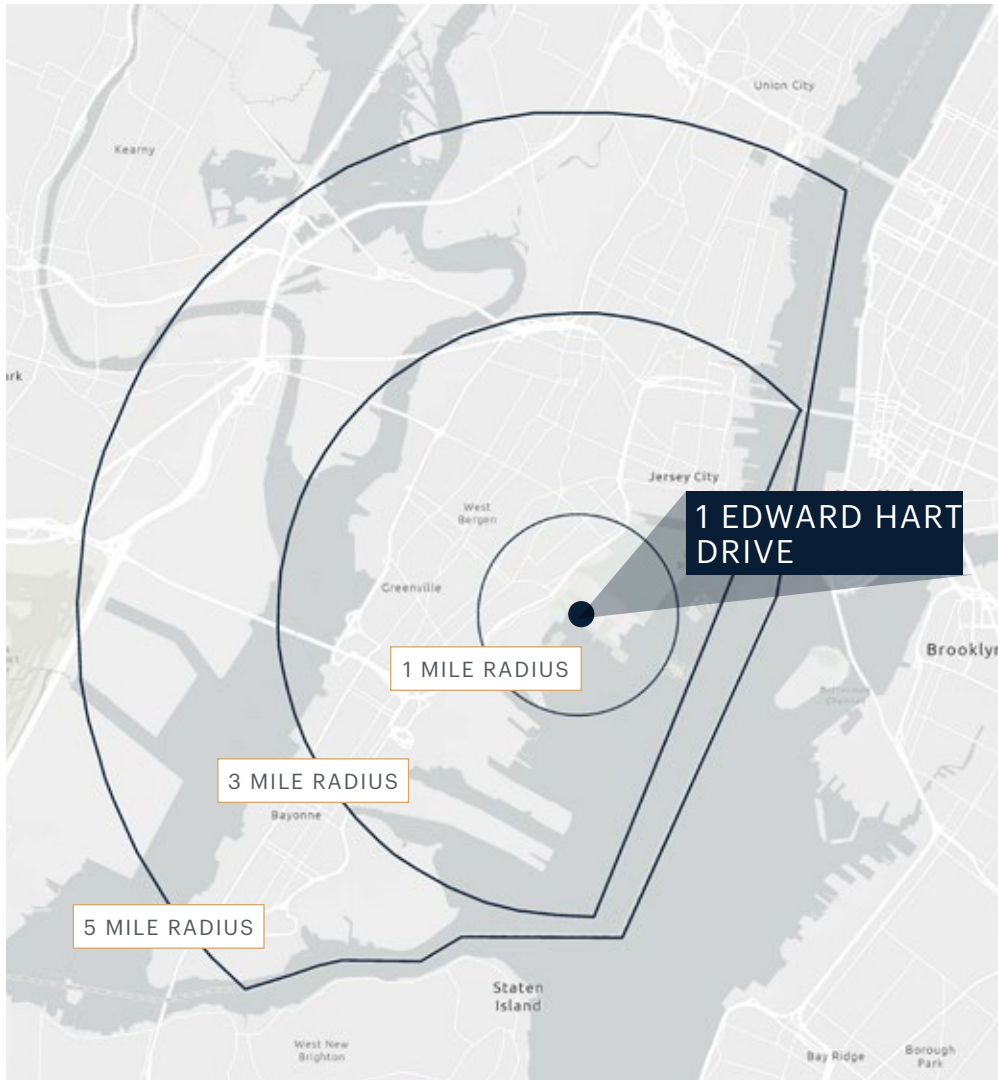 Union City
Kearny
ark
Jersey City
West
Bergen
1 EDWARD HART
DRIVE
Greenville
Brooklyn
1 MILE RADIUS
3 MILE RADIUS
Bayonne
5 MILE RADIUS
Staten
Island
West New
Brighton
Bay Ridge
Borough
Park